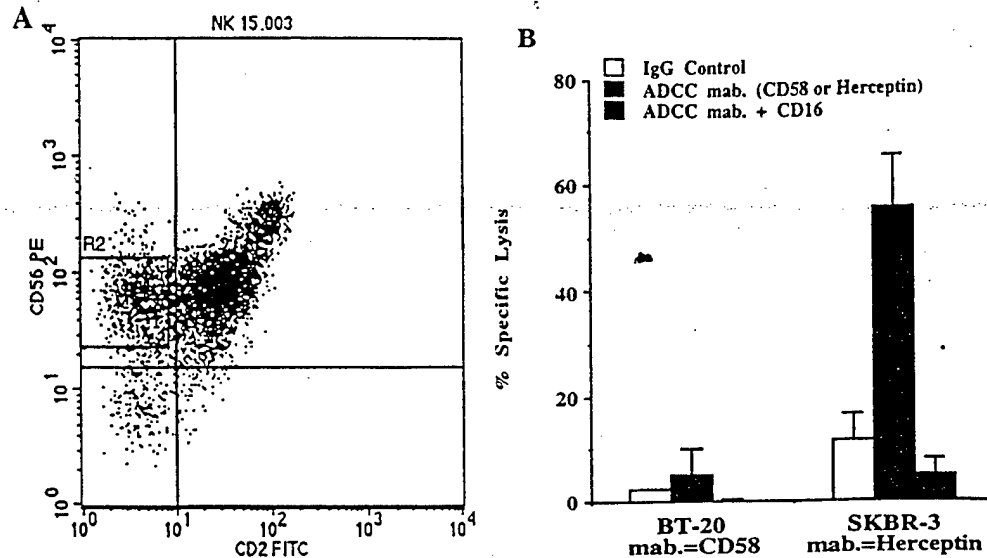 A
NK 15.003
CD56 PE
10^4
10^3
10^2
10^1
10^0
R2
10^0 10^1 10^2 10^3 10^4
CD2 FITC
B
IgG Control
ADCC mab. (CD58 or Herceptin)
ADCC mab. + CD16
% Specific Lysis
80
60
40
20
0
BT-20 SKBR-3
mab.=CD58 mab.=Herceptin